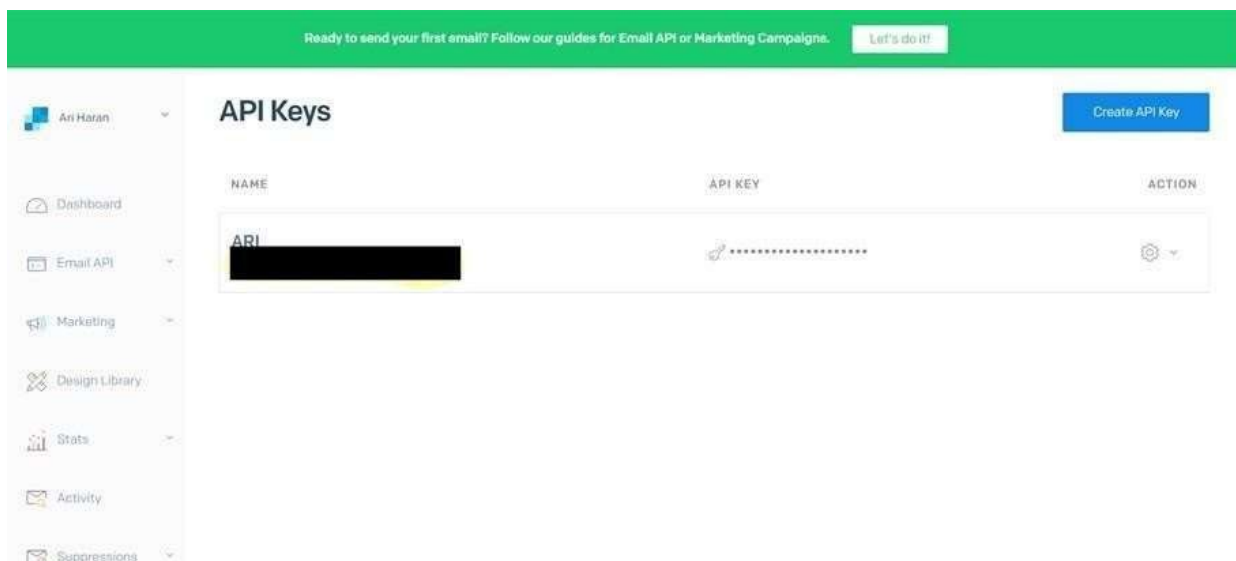 Ready to send your first email? Follow our guides for Email API or Marketing Campaigns. Let's do it!
Ari Haran
API Keys
Create API Key
NAME API KEY ACTION
ARI
••••••••••••••••••••
Dashboard
Email API
Marketing
Design Library
Stats
Activity
Suppressions